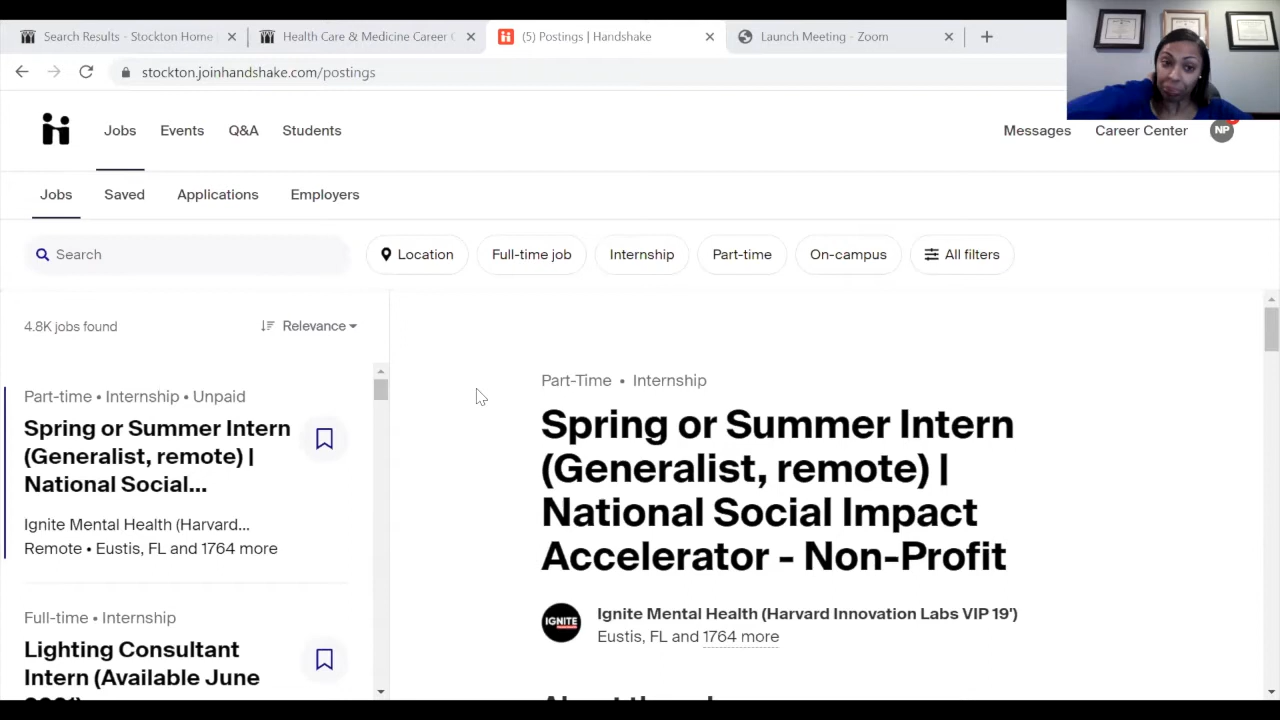 Search Results - Stockton Home
Health Care & Medicine Career C
(5) Postings | Handshake
Launch Meeting - Zoom
stockton.joinhandshake.com/postings
Jobs
Events
Q&A
Students
Messages
Career Center
NP
Jobs
Saved
Applications
Employers
Search
Location
Full-time job
Internship
Part-time
On-campus
All filters
4.8K jobs found
Relevance
Part-time • Internship • Unpaid
Spring or Summer Intern
(Generalist, remote) |
National Social...
Ignite Mental Health (Harvard...
Remote • Eustis, FL and 1764 more
Full-time • Internship
Lighting Consultant
Intern (Available June
Part-Time • Internship
Spring or Summer Intern
(Generalist, remote) |
National Social Impact
Accelerator - Non-Profit
IGNITE
Ignite Mental Health (Harvard Innovation Labs VIP 19')
Eustis, FL and 1764 more